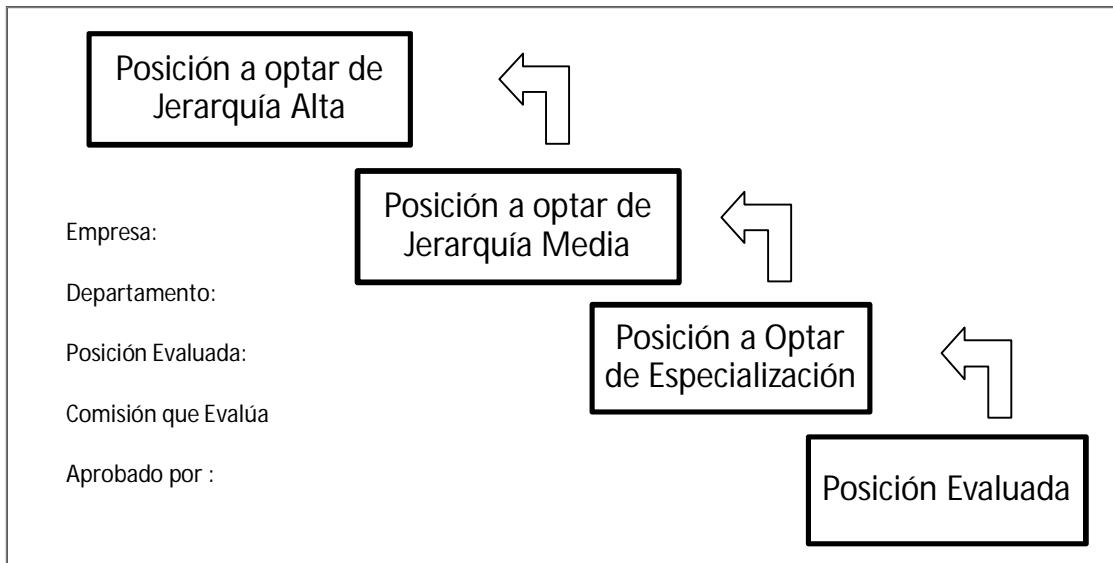 Posición a optar de
Jerarquía Alta
Posición a optar de
Jerarquía Media
Empresa:
Departamento:
Posición a Optar
de Especialización
Posición Evaluada:
Comisión que Evalúa
Aprobado por :
Posición Evaluada